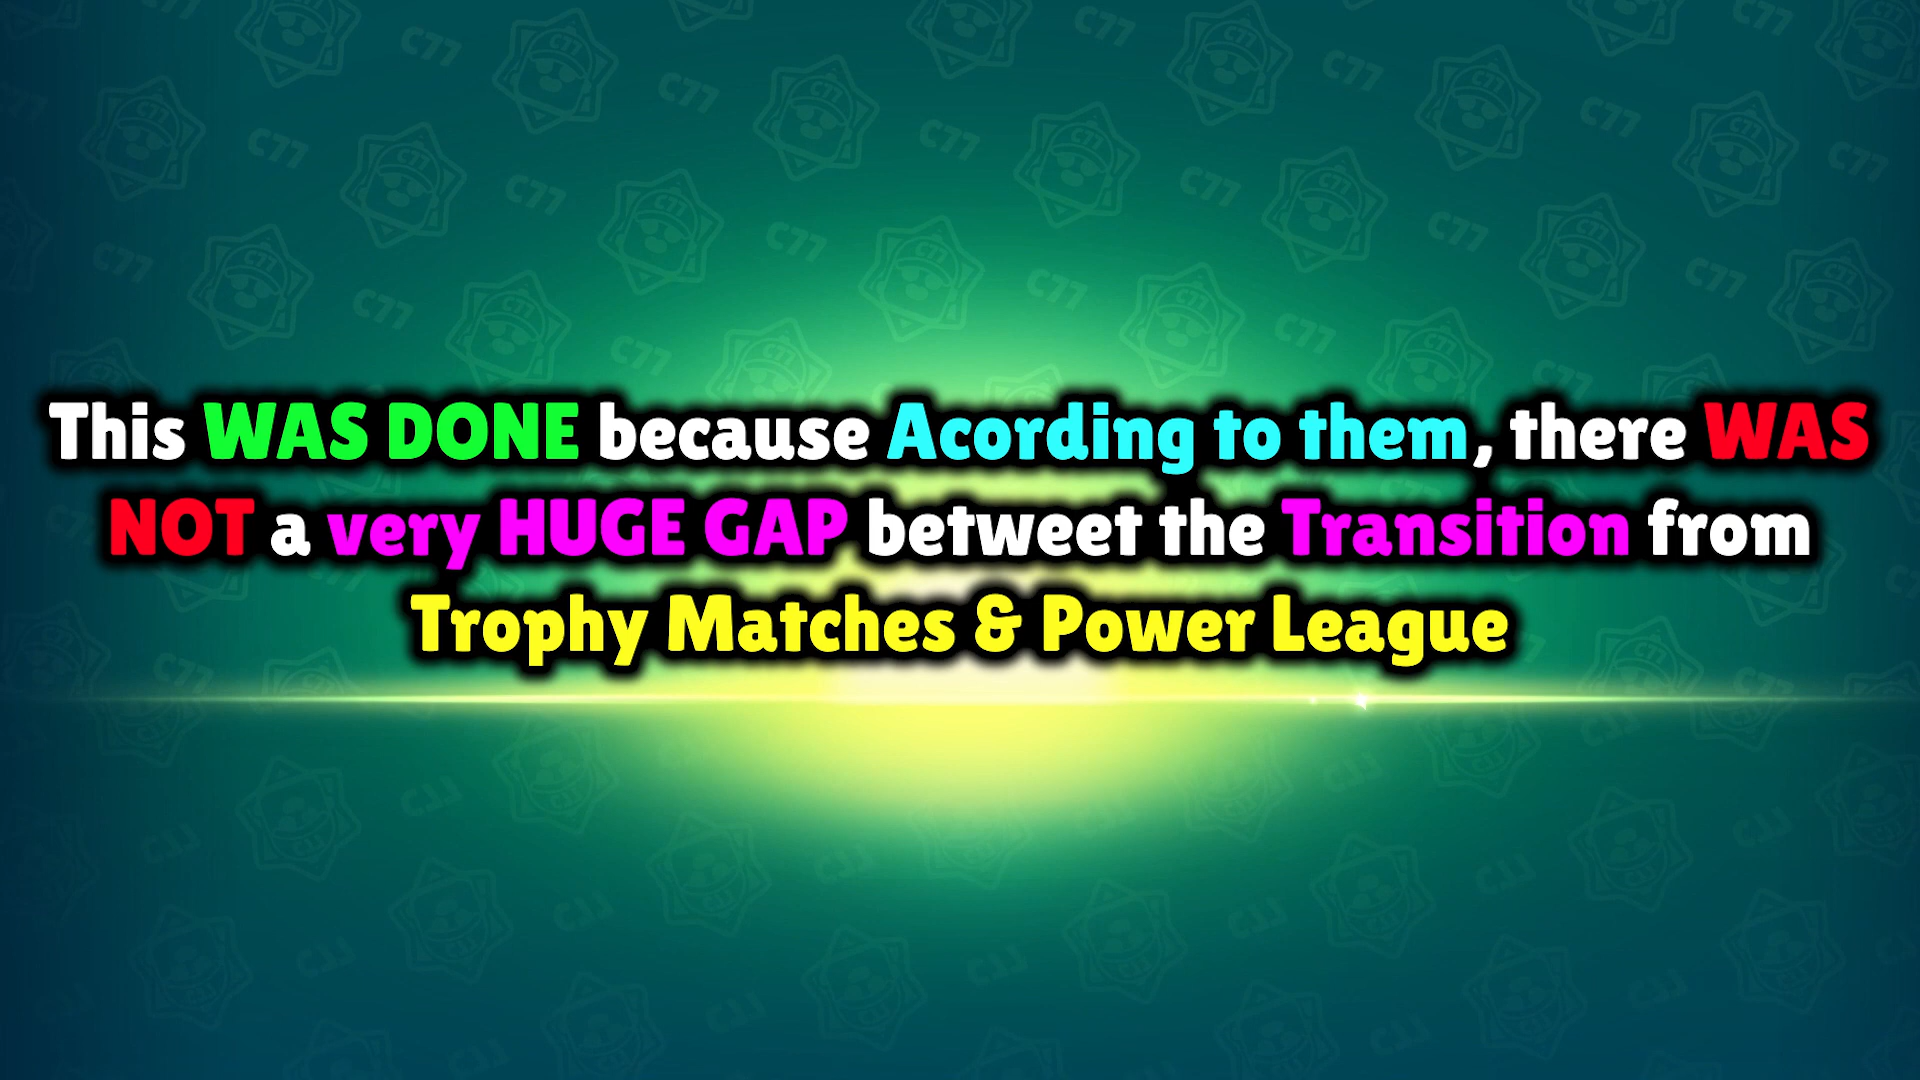 This WAS DONE because Acording to them, there WAS
NOT a very HUGE GAP betweet the Transition from
Trophy Matches & Power League